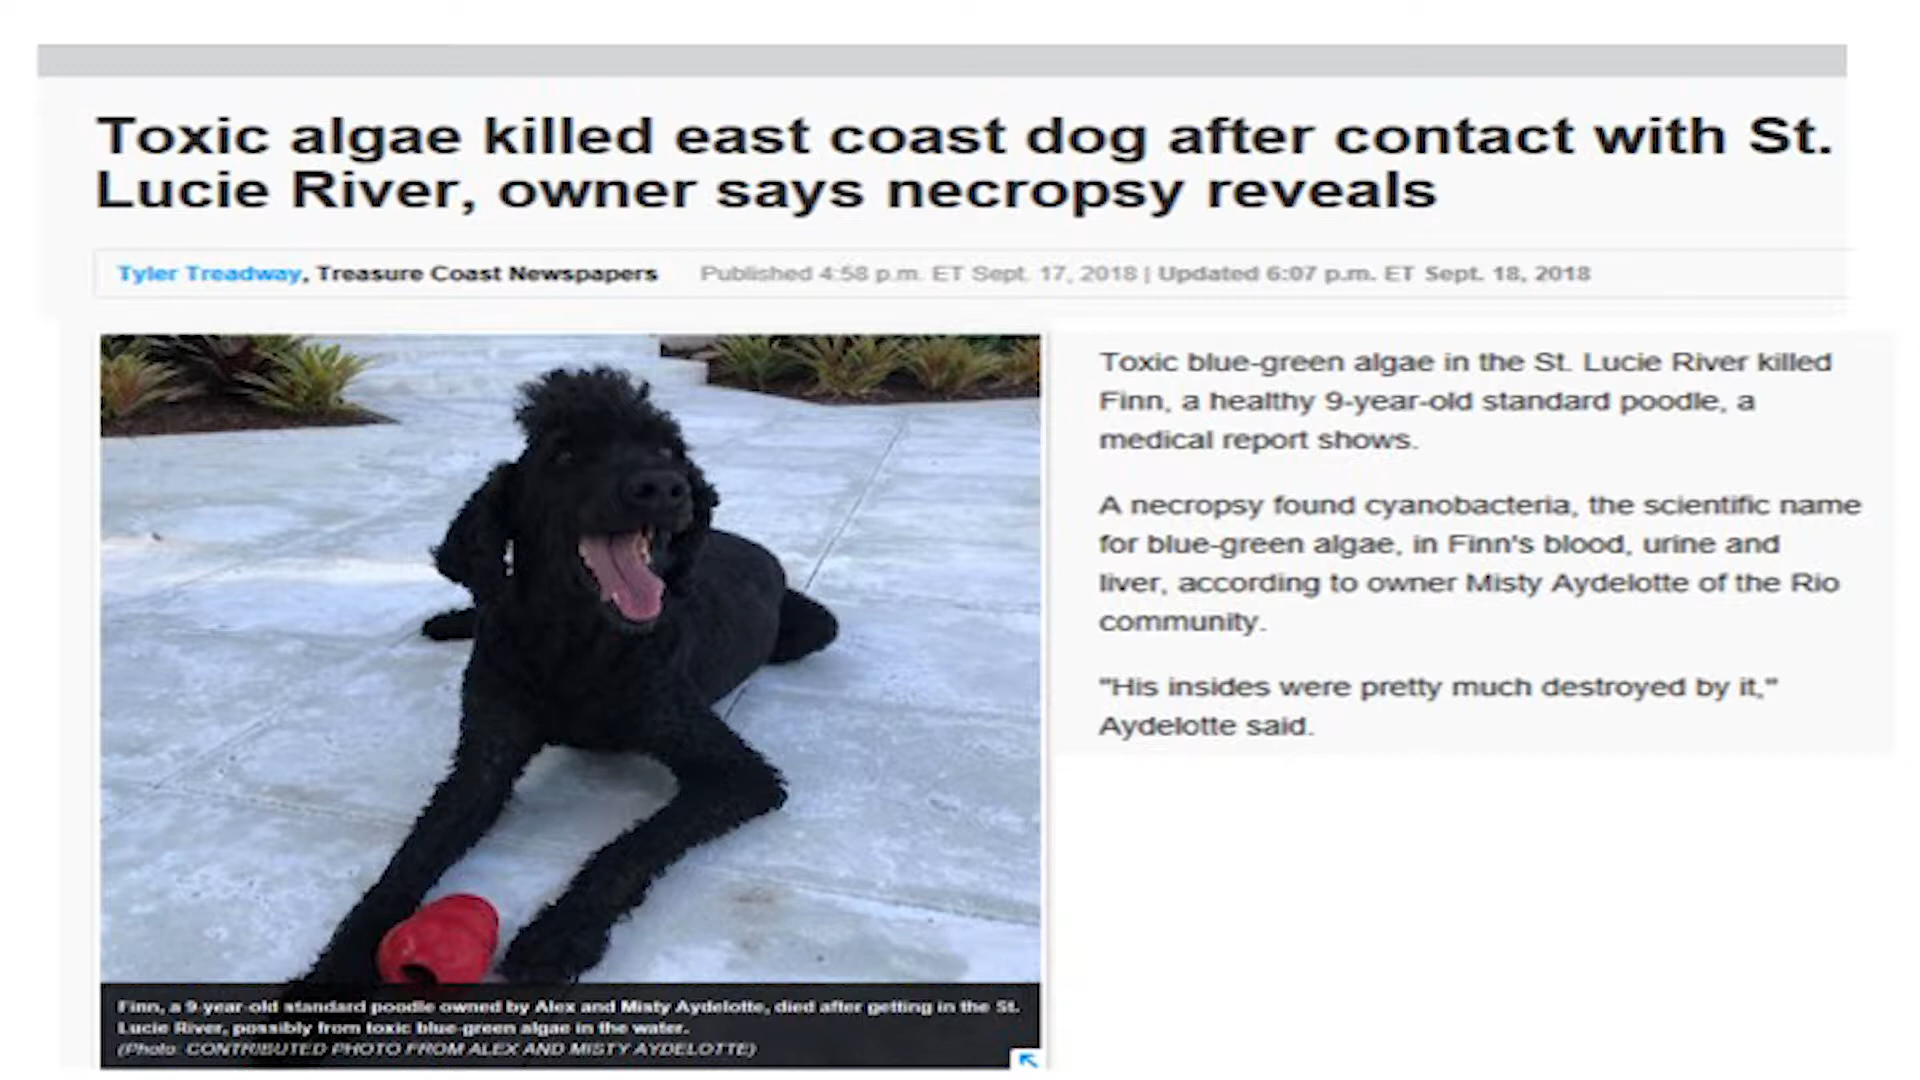 Toxic algae killed east coast dog after contact with St.
Lucie River, owner says necropsy reveals
Tyler Treadway, Treasure Coast Newspapers Published 4:58 p.m. ET Sept. 17, 2018 | Updated 6:07 p.m. ET Sept. 18, 2018
Toxic blue-green algae in the St. Lucie River killed
Finn, a healthy 9-year-old standard poodle, a
medical report shows.
A necropsy found cyanobacteria, the scientific name
for blue-green algae, in Finn's blood, urine and
liver, according to owner Misty Aydelotte of the Rio
community.
"His insides were pretty much destroyed by it,"
Aydelotte said.
Finn, a 9-year-old standard poodle owned by Alex and Misty Aydelotte, died after getting in the St.
Lucie River, possibly from toxic blue-green algae in the water.
(Photo: CONTRIBUTED PHOTO FROM ALEX AND MISTY AYDELOTTE)